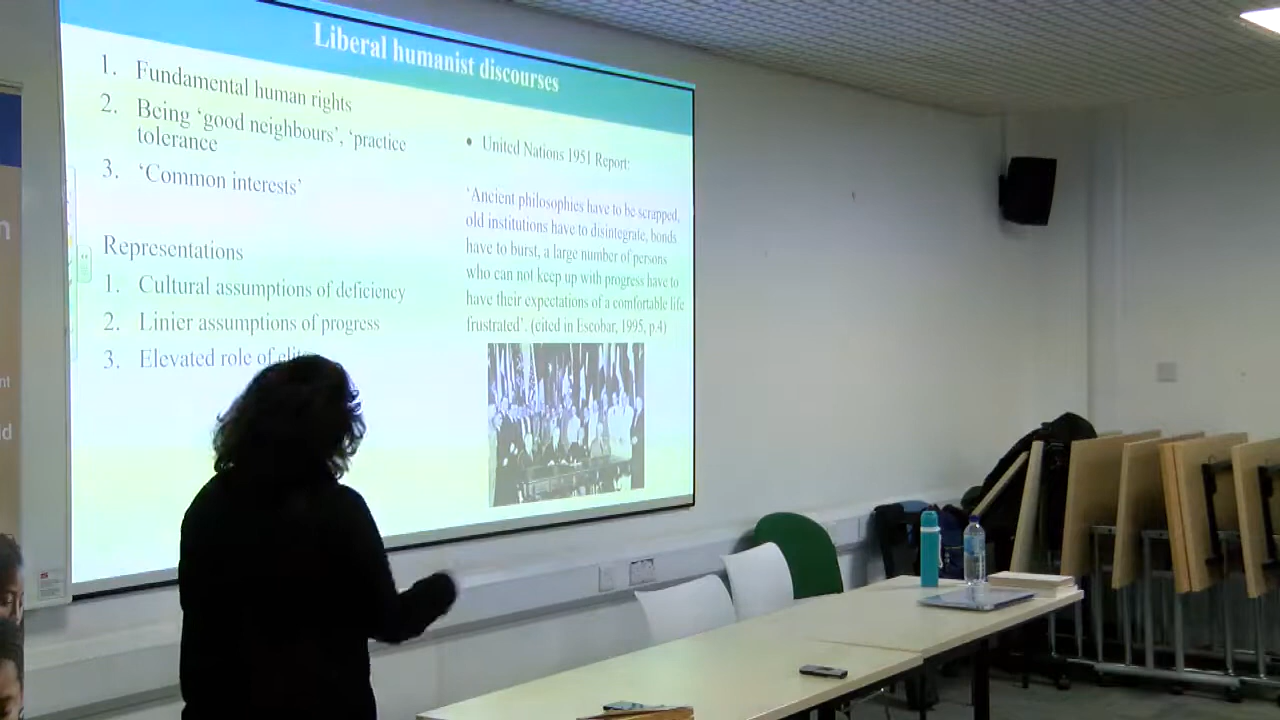 Liberal humanist discourses
1. Fundamental human rights
2. Being ‘good neighbours’, ‘practice
tolerance
3. ‘Common interests’
Representations
1. Cultural assumptions of deficiency
2. Linier assumptions of progress
3. Elevated role of
• United Nations 1951 Report:
‘Ancient philosophies have to be scrapped,
old institutions have to disintegrate, bonds
have to burst, a large number of persons
who can not keep up with progress have to
have their expectations of a comfortable life
frustrated’. (cited in Escobar, 1995, p.4)